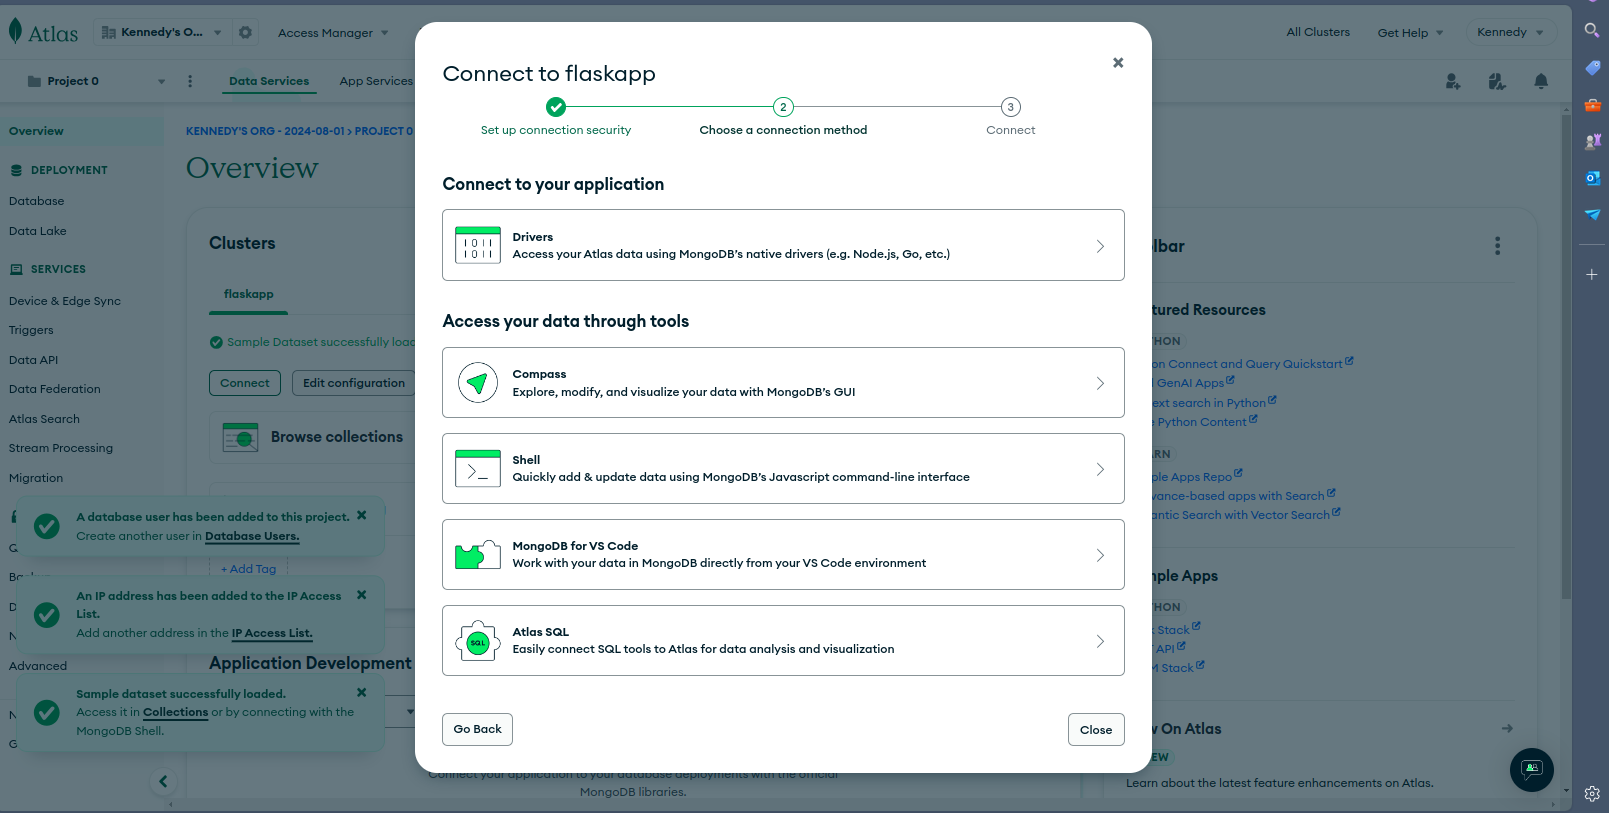 Atlas
Kennedy's O...
Access Manager
All Clusters
Get Help
Kennedy
Project 0
Data Services
App Services
Overview
DEPLOYMENT
Database
Data Lake
SERVICES
Device & Edge Sync
Triggers
Data API
Data Federation
Atlas Search
Stream Processing
Migration
Advanced
KENNEDY'S ORG - 2024-08-01 > PROJECT 0
Overview
Clusters
flaskapp
Sample Dataset successfully loa
Connect
Edit configuration
Browse collections
+ Add Tag
Application Development
A database user has been added to this project.
Create another user in Database Users.
An IP address has been added to the IP Access
List.
Add another address in the IP Access List.
Sample dataset successfully loaded.
Access it in Collections or by connecting with the
MongoDB Shell.
Connect to flaskapp
2
3
Set up connection security
Choose a connection method
Connect
Connect to your application
Drivers
Access your Atlas data using MongoDB's native drivers (e.g. Node.js, Go, etc.)
Access your data through tools
Compass
Explore, modify, and visualize your data with MongoDB's GUI
Shell
Quickly add & update data using MongoDB's Javascript command-line interface
MongoDB for VS Code
Work with your data in MongoDB directly from your VS Code environment
SQL
Atlas SQL
Easily connect SQL tools to Atlas for data analysis and visualization
Go Back
Close
Connect your application to your database deployments with the official
MongoDB libraries.
lbar
tured Resources
HON
on Connect and Query Quickstart
GenAI Apps
ext search in Python
Python Content
ARN
ple Apps Repo
vance-based apps with Search
antic Search with Vector Search
ple Apps
HON
Stack
API
M Stack
On Atlas
EW
Learn about the latest feature enhancements on Atlas.